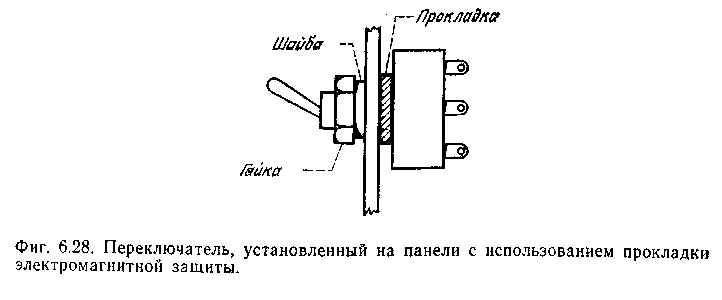 Прокладка
Шайба
Гайка
Фиг. 6.28. Переключатель, установленный на панели с использованием прокладки
электромагнитной защиты.